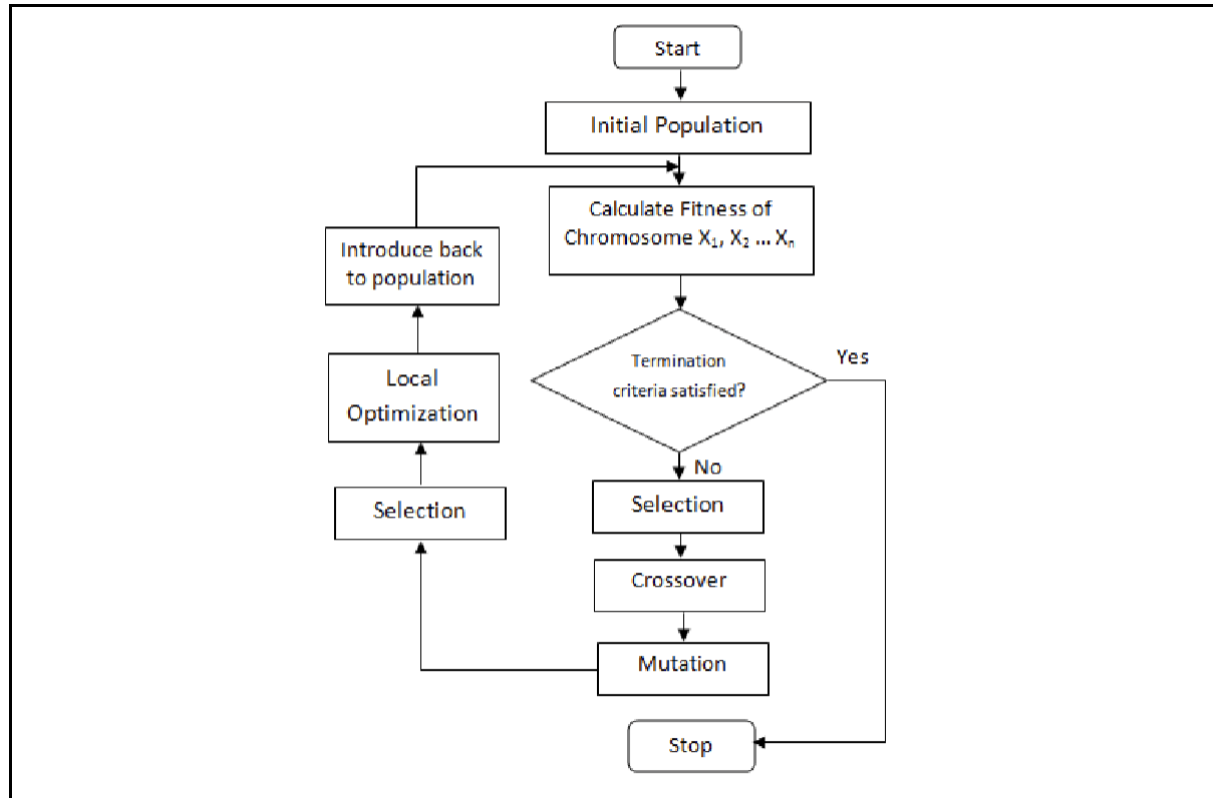 Start
Initial Population
Calculate Fitness of
Chromosome X₁, X₂ ... Xₙ
Introduce back
to population
Termination
criteria satisfied?
Yes
Local
Optimization
No
Selection
Selection
Crossover
Mutation
Stop